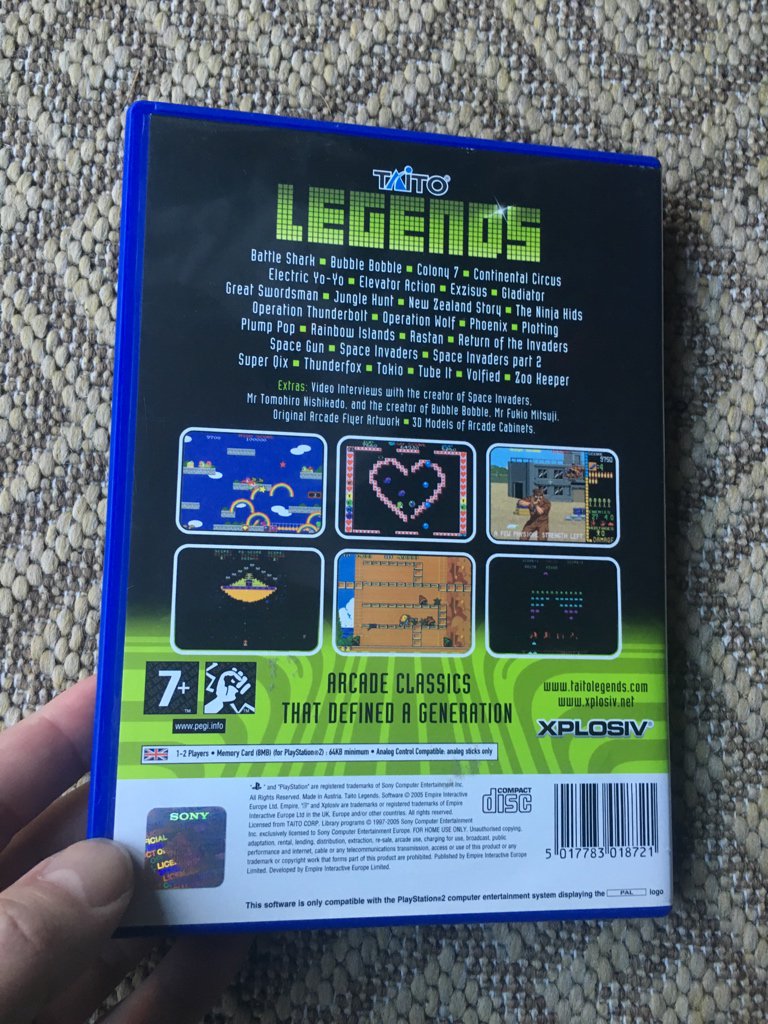 TAITO®
LEGENDS
Battle Shark ■ Bubble Bobble ■ Colony 7 ■ Continental Circus
Electric Yo-Yo ■ Elevator Action ■ Exzisus ■ Gladiator
Great Swordsman ■ Jungle Hunt ■ New Zealand Story ■ The Ninja Kids
Operation Thunderbolt ■ Operation Wolf ■ Phoenix ■ Plotting
Plump Pop ■ Rainbow Islands ■ Rastan ■ Return of the Invaders
Space Gun ■ Space Invaders ■ Space Invaders part 2
Super Qix ■ Thunderfox ■ Tokio ■ Tube It ■ Volfied ■ Zoo Keeper
Extras: Video Interviews with the creator of Space Invaders,
Mr Tomohiro Nishikado, and the creator of Bubble Bobble, Mr Fukio Mitsuji.
Original Arcade Flyer Artwork ■ 3D Models of Arcade Cabinets.
7+
™
www.pegi.info
ARCADE CLASSICS
THAT DEFINED A GENERATION
www.taitolegends.com
www.xplosiv.net
XPLOSIV®
1-2 Players • Memory Card (8MB) (for PlayStation®2) : 64KB minimum • Analog Control Compatible: analog sticks only
" and "PlayStation" are registered trademarks of Sony Computer Entertainment Inc.
All Rights Reserved. Made in Austria. Taito Legends. Software © 2005 Empire Interactive
Europe Ltd. Empire, and Xplosiv are trademarks or registered trademarks of Empire
Interactive Europe Ltd in the UK, Europe and/or other countries. All rights reserved.
Licensed from TAITO CORP. Library programs © 1997-2005 Sony Computer Entertainment
Inc. exclusively licensed to Sony Computer Entertainment Europe. FOR HOME USE ONLY. Unauthorised copying,
adaptation, rental, lending, distribution, extraction, re-sale, arcade use, charging for use, broadcast, public
performance and internet, cable or any telecommunications transmission, access or use of this product or any
trademark or copyright work that forms part of this product are prohibited. Published by Empire Interactive Europe
Limited. Developed by Empire Interactive Europe Limited.
COMPACT
disc
5 017783 018721
SONY
This software is only compatible with the PlayStation®2 computer entertainment system displaying the PAL logo